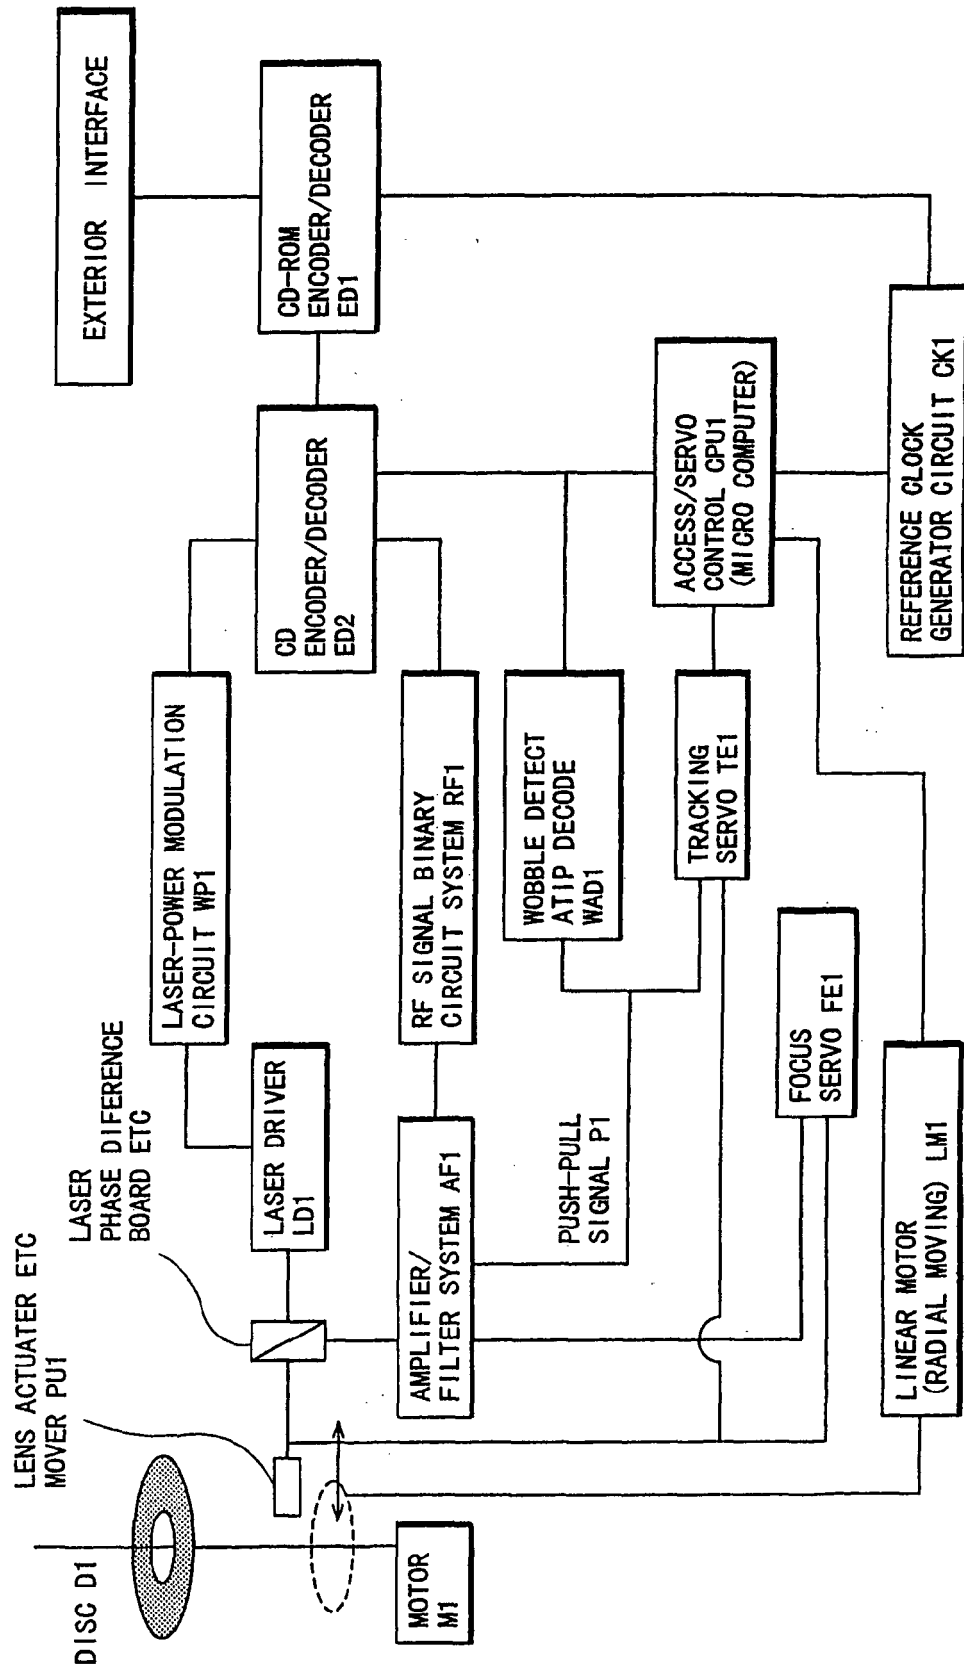 EXTERIOR INTERFACE
CD-ROM
ENCODER/DECODER
ED1
CD
ENCODER/DECODER
ED2
LASER-POWER MODULATION
CIRCUIT WP1
LASER
PHASE DIFERENCE
BOARD ETC
LASER DRIVER
LD1
LENS ACTUATER ETC
MOVER PU1
DISC D1
MOTOR
M1
AMPLIFIER/
FILTER SYSTEM AF1
RF SIGNAL BINARY
CIRCUIT SYSTEM RF1
WOBBLE DETECT
ATIP DECODE
WAD1
PUSH-PULL
SIGNAL P1
TRACKING
SERVO TE1
ACCESS/SERVO
CONTROL CPU1
(MICRO COMPUTER)
FOCUS
SERVO FE1
LINEAR MOTOR
(RADIAL MOVING) LM1
REFERENCE CLOCK
GENERATOR CIRCUIT CK1